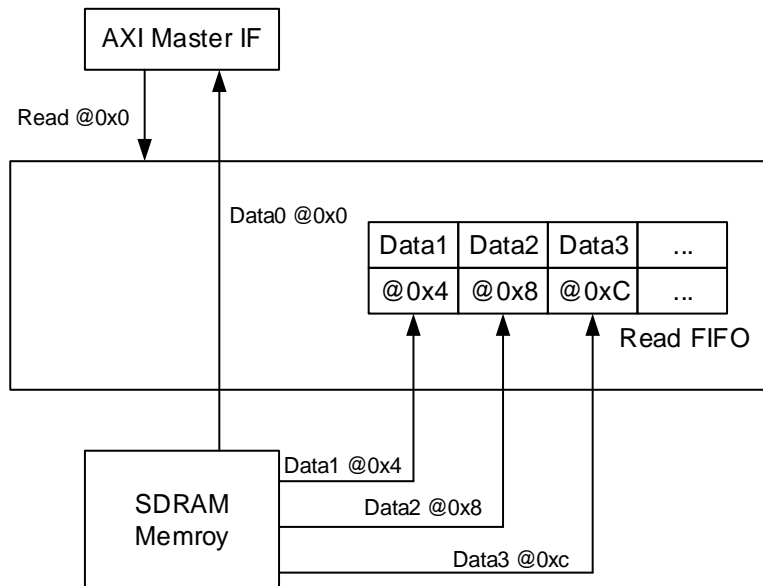 AXI Master IF
Read @0x0
Data0 @0x0
Data1 Data2 Data3 ...
@0x4 @0x8 @0xC ...
Read FIFO
Data1 @0x4
SDRAM
Memroy
Data2 @0x8
Data3 @0xc